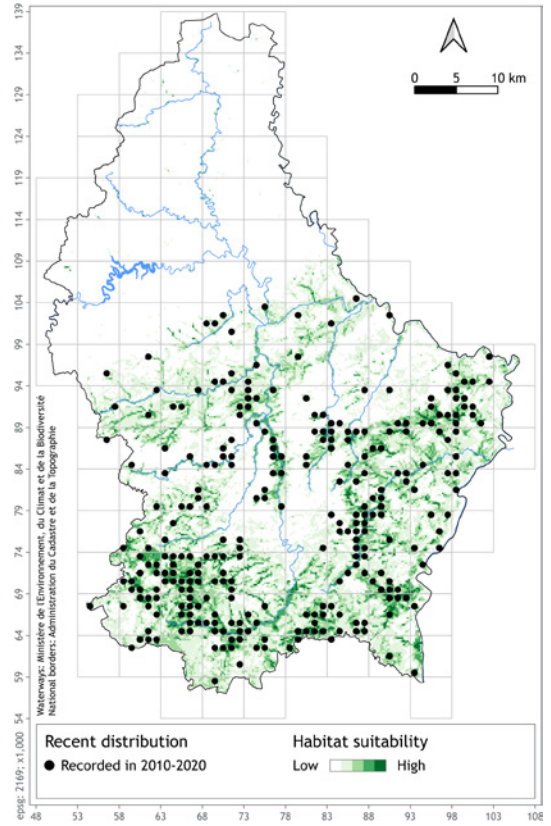 139
134
129
124
119
114
109
104
99
94
89
84
79
74
69
64
59
54
0 5 10 km
Waterways: Ministère de l'Environnement, du Climat et de la Biodiversité
National borders: Administration du Cadastre et de la Topographie
epsg: 2169; x1,000
Recent distribution
Recorded in 2010-2020
Habitat suitability
Low High
48 53 58 63 68 73 78 83 88 93 98 103 108